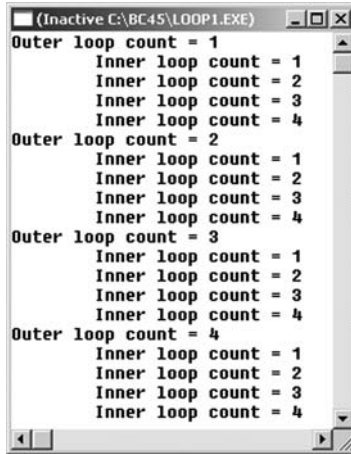 (Inactive C:\BC45\LOOP1.EXE)
Outer loop count = 1
Inner loop count = 1
Inner loop count = 2
Inner loop count = 3
Inner loop count = 4
Outer loop count = 2
Inner loop count = 1
Inner loop count = 2
Inner loop count = 3
Inner loop count = 4
Outer loop count = 3
Inner loop count = 1
Inner loop count = 2
Inner loop count = 3
Inner loop count = 4
Outer loop count = 4
Inner loop count = 1
Inner loop count = 2
Inner loop count = 3
Inner loop count = 4